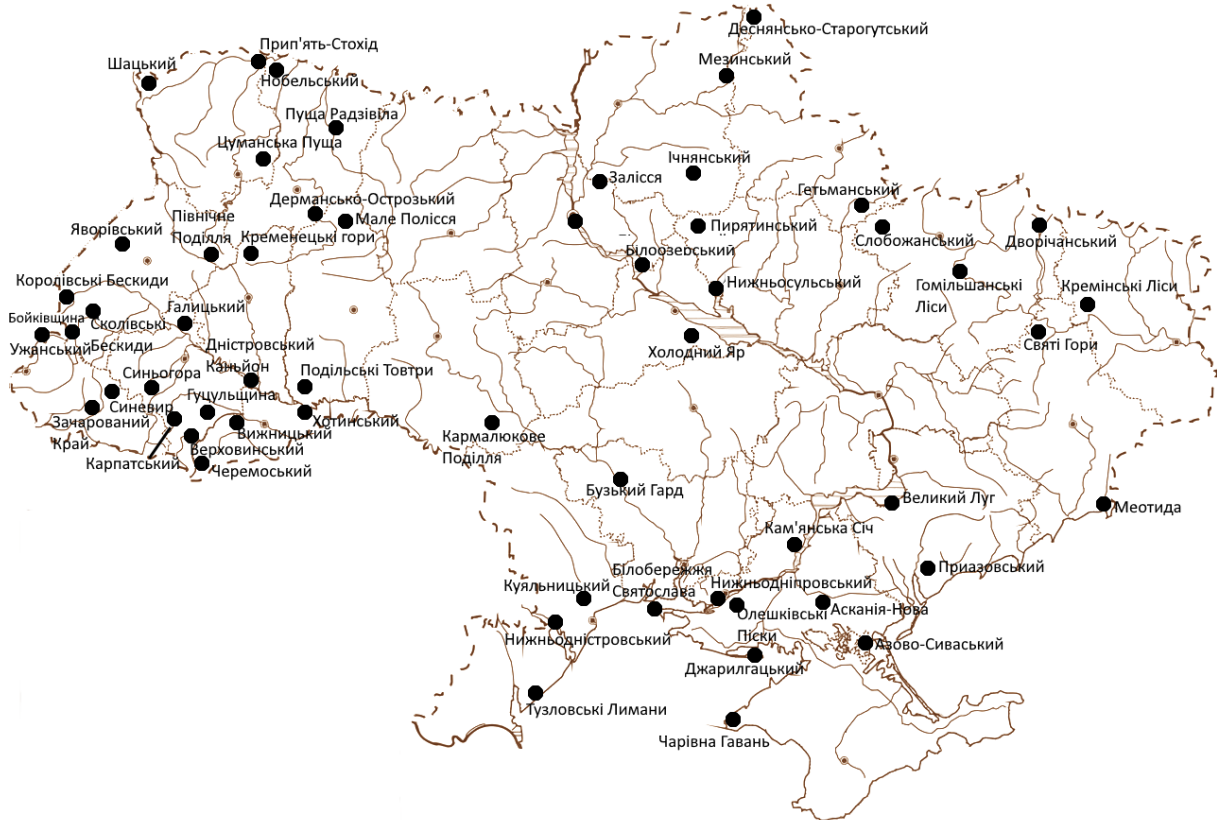 Деснянсько-Старогутський
Прип'ять-Стохід
Мезинський
Шацький
Нобельський
Пуща Радзівіла
Цуманська Пуща
Ічнянський
Залісся
Гетьманський
Дермансько-Острозький
Північне
Поділля
Мале Полісся
Яворівський
Кременецькі гори
Пирятинський
Слобожанський
Дворічанський
Білоозерський
Королівські Бескиди
Нижньосульський
Гомільшанські
Ліси
Кремінські Ліси
Галицький
Бойківщина
Сколівські
Бескиди
Ужанський
Дністровський
Каньйон
Холодний Яр
Святі Гори
Синьогора
Подільські Товтри
Гуцульщина
Синевир
Зачарований
Край
Хотинський
Вижницький
Кармалюкове
Поділля
Верховинський
Карпатський
Черемоський
Бузький Гард
Великий Луг
Меотида
Кам'янська Січ
Білобережжя
Святослава
Приазовський
Куяльницький
Нижньодніпровський
Олешківські
Піски
Асканія-Нова
Нижньодністровський
Азово-Сиваський
Джарилгацький
Тузловські Лимани
Чарівна Гавань